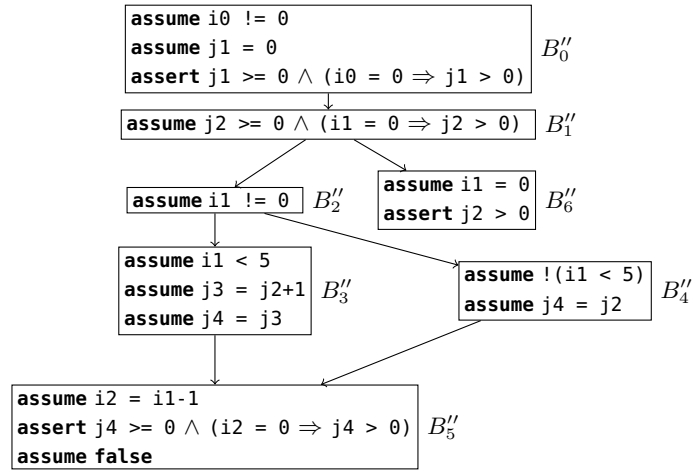 assume i0 != 0
assume j1 = 0
assert j1 >= 0 ∧ (i0 = 0 ⇒ j1 > 0)
B₀″
assume j2 >= 0 ∧ (i1 = 0 ⇒ j2 > 0)
B₁″
assume i1 != 0
B₂″
assume i1 = 0
assert j2 > 0
B₆″
assume i1 < 5
assume j3 = j2+1
assume j4 = j3
B₃″
assume !(i1 < 5)
assume j4 = j2
B₄″
assume i2 = i1-1
assert j4 >= 0 ∧ (i2 = 0 ⇒ j4 > 0)
assume false
B₅″